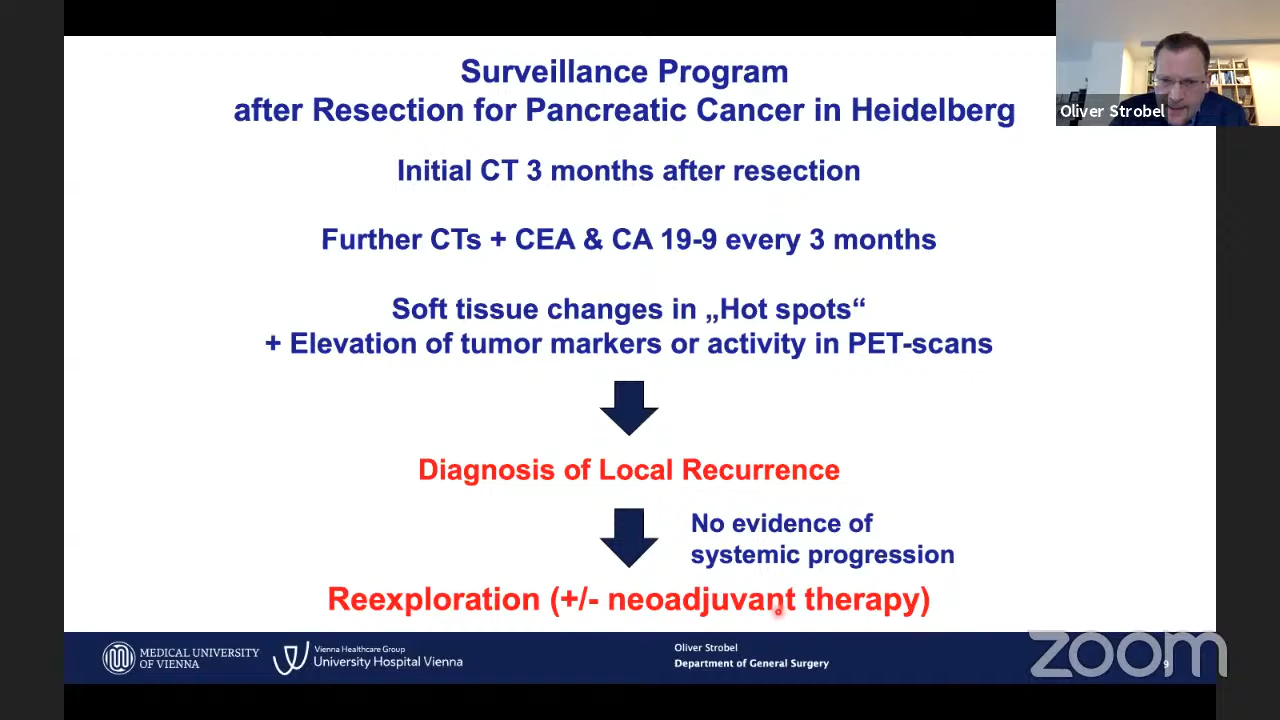 Surveillance Program
after Resection for Pancreatic Cancer in Heidelberg
Oliver Strobel
Initial CT 3 months after resection
Further CTs + CEA & CA 19-9 every 3 months
Soft tissue changes in „Hot spots“
+ Elevation of tumor markers or activity in PET-scans
Diagnosis of Local Recurrence
No evidence of
systemic progression
Reexploration (+/- neoadjuvant therapy)
MEDICAL UNIVERSITY
OF VIENNA
Vienna Healthcare Group
University Hospital Vienna
Oliver Strobel
Department of General Surgery
9
zoom